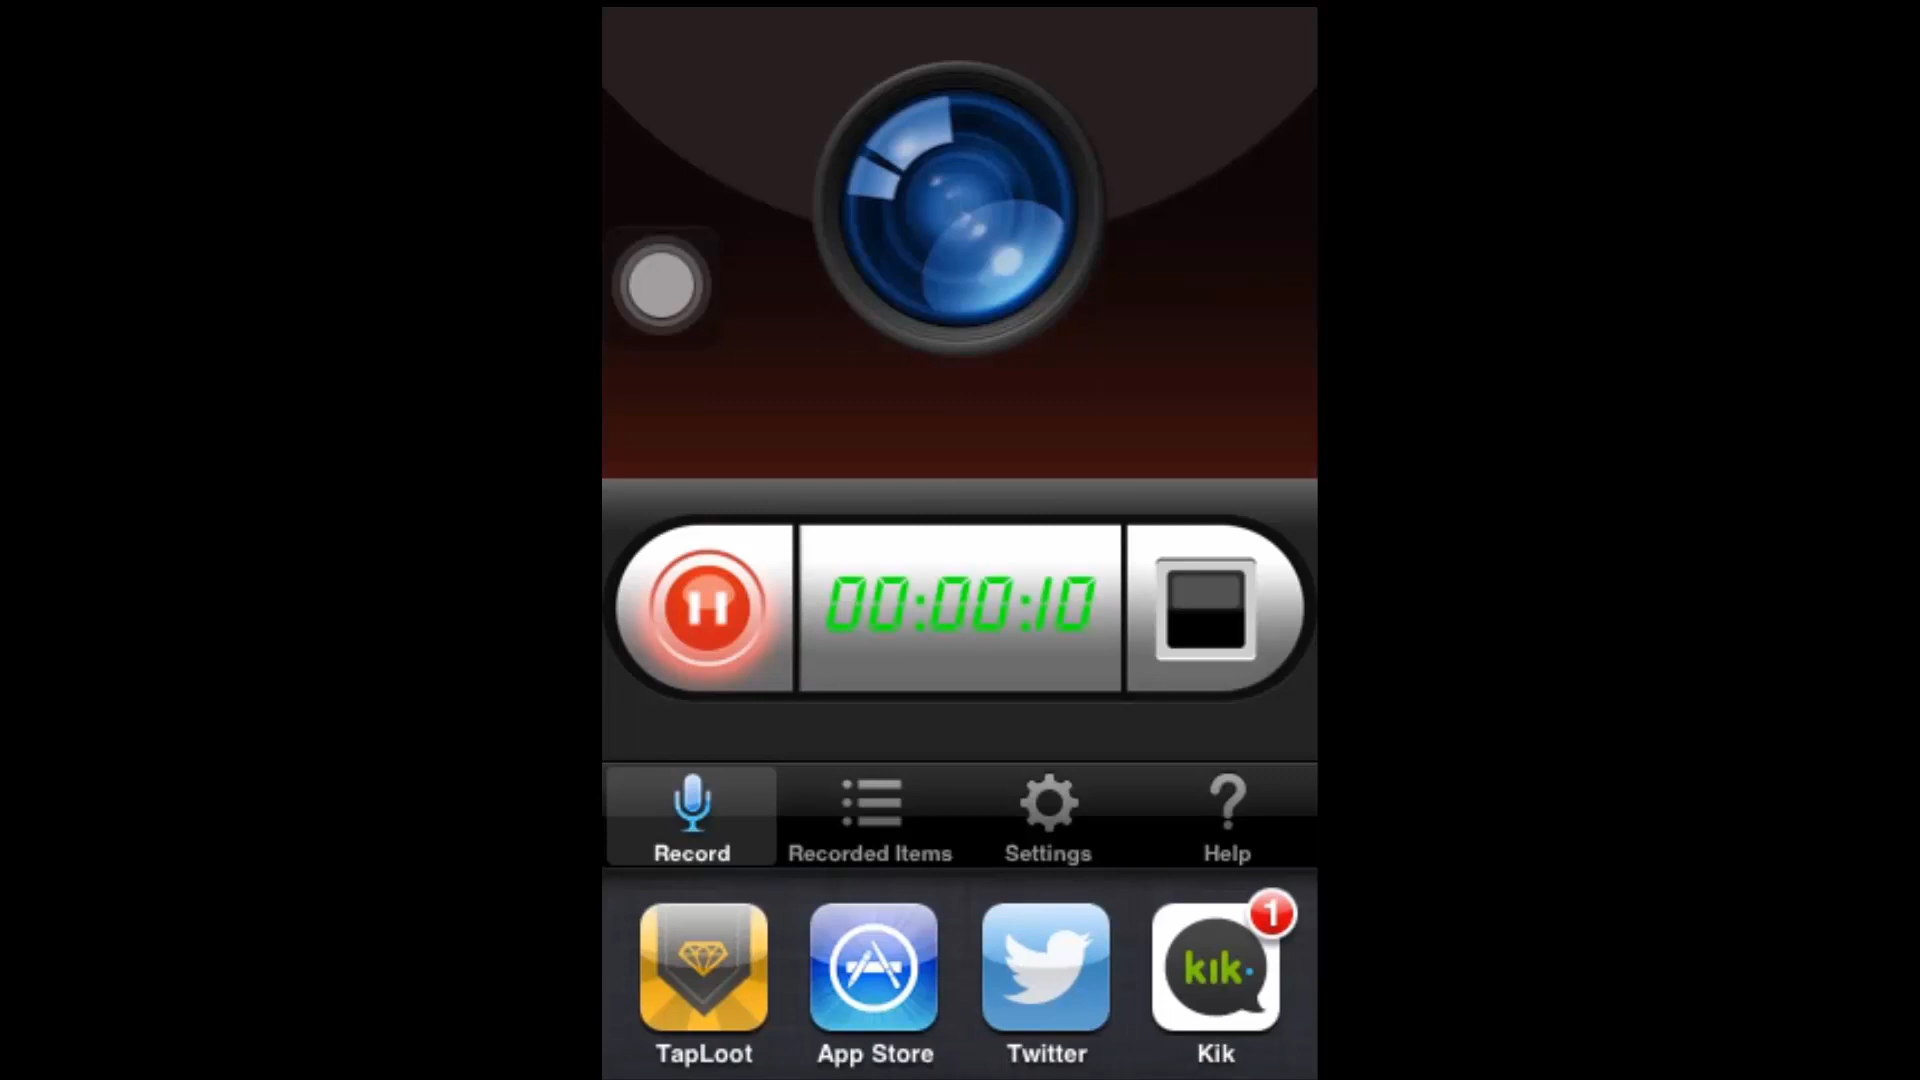 00:00:10
Record Recorded Items Settings Help
1
kik.
TapLoot App Store Twitter Kik